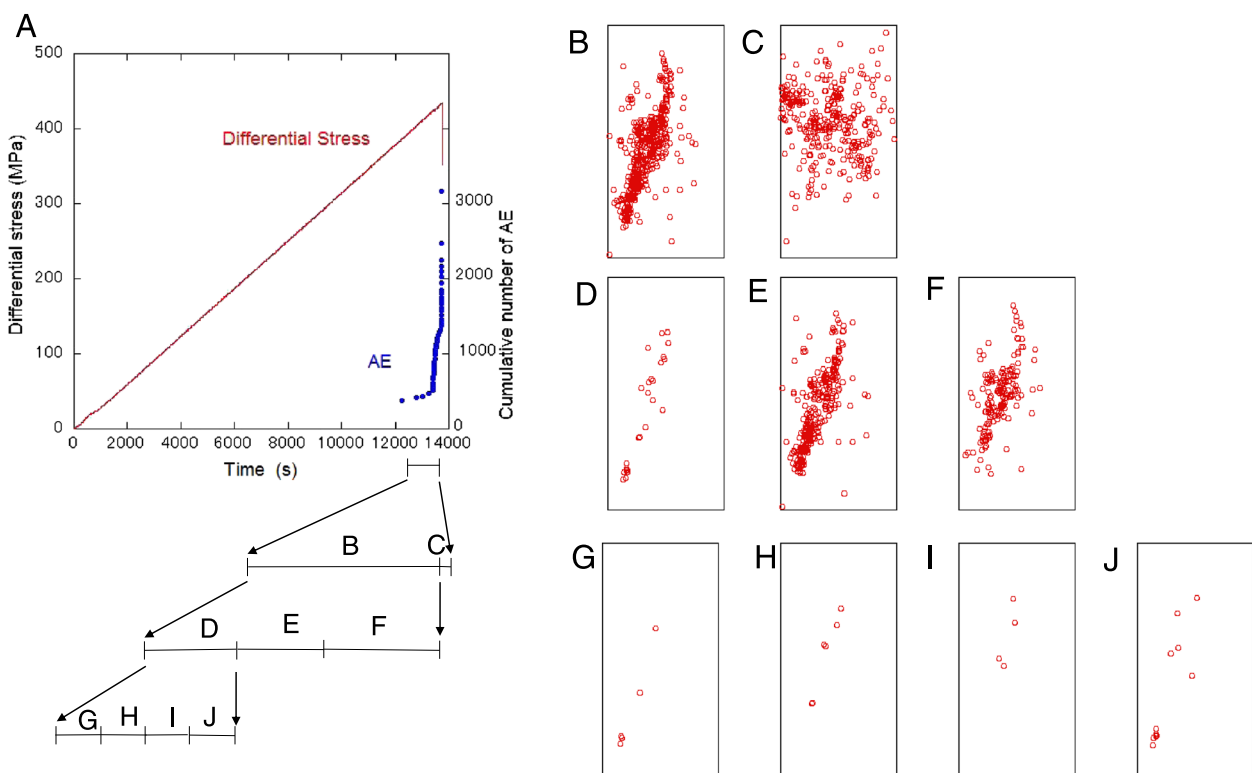 A
500
400
300
200
100
0
Differential stress (MPa)
Differential Stress
AE
3000
2000
1000
0
Cumulative number of AE
0 2000 4000 6000 8000 10000 12000 14000
Time (s)
B C
D E F
G H I J
B
C
D
E
F
G
H
I
J